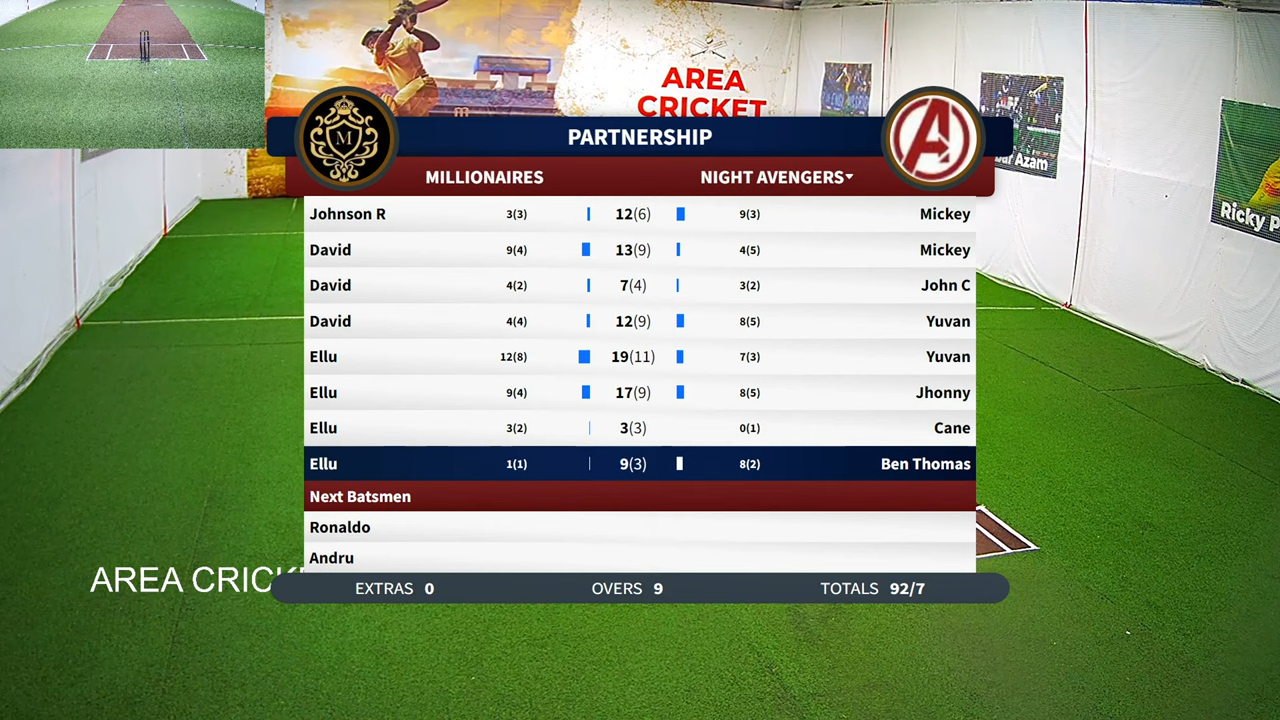 AREA
CRICKET
PARTNERSHIP
M
A
MILLIONAIRES NIGHT AVENGERS
Johnson R 3(3) 12(6) 9(3) Mickey
David 9(4) 13(9) 4(5) Mickey
David 4(2) 7(4) 3(2) John C
David 4(4) 12(9) 8(5) Yuvan
Ellu 12(8) 19(11) 7(3) Yuvan
Ellu 9(4) 17(9) 8(5) Jhonny
Ellu 3(2) 3(3) 0(1) Cane
Ellu 1(1) 9(3) 8(2) Ben Thomas
Next Batsmen
Ronaldo
Andru
EXTRAS 0 OVERS 9 TOTALS 92/7
AREA CRICK
Azam
Ricky P